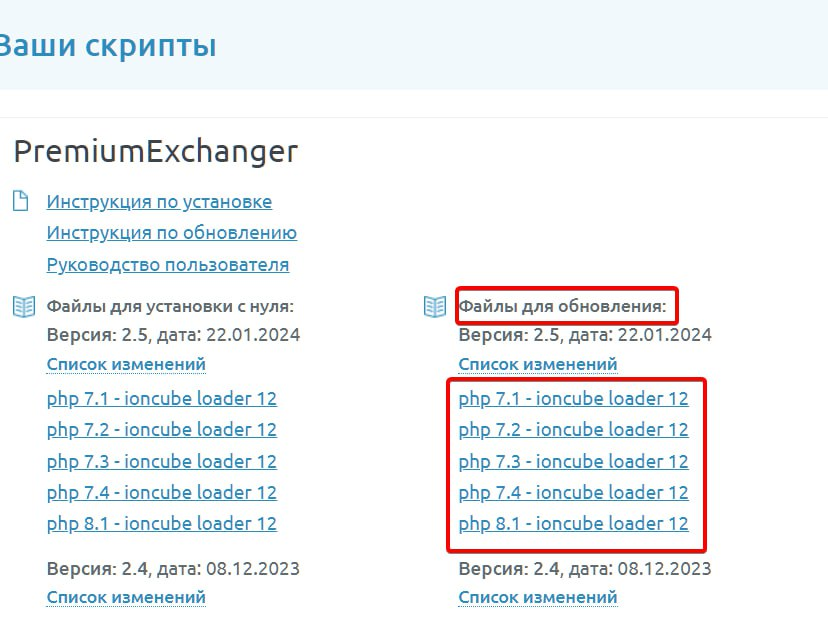 Ваши скрипты
PremiumExchanger
Инструкция по установке
Инструкция по обновлению
Руководство пользователя
Файлы для установки с нуля:
Версия: 2.5, дата: 22.01.2024
Список изменений
php 7.1 - ioncube loader 12
php 7.2 - ioncube loader 12
php 7.3 - ioncube loader 12
php 7.4 - ioncube loader 12
php 8.1 - ioncube loader 12
Версия: 2.4, дата: 08.12.2023
Список изменений
Файлы для обновления:
Версия: 2.5, дата: 22.01.2024
Список изменений
php 7.1 - ioncube loader 12
php 7.2 - ioncube loader 12
php 7.3 - ioncube loader 12
php 7.4 - ioncube loader 12
php 8.1 - ioncube loader 12
Версия: 2.4, дата: 08.12.2023
Список изменений